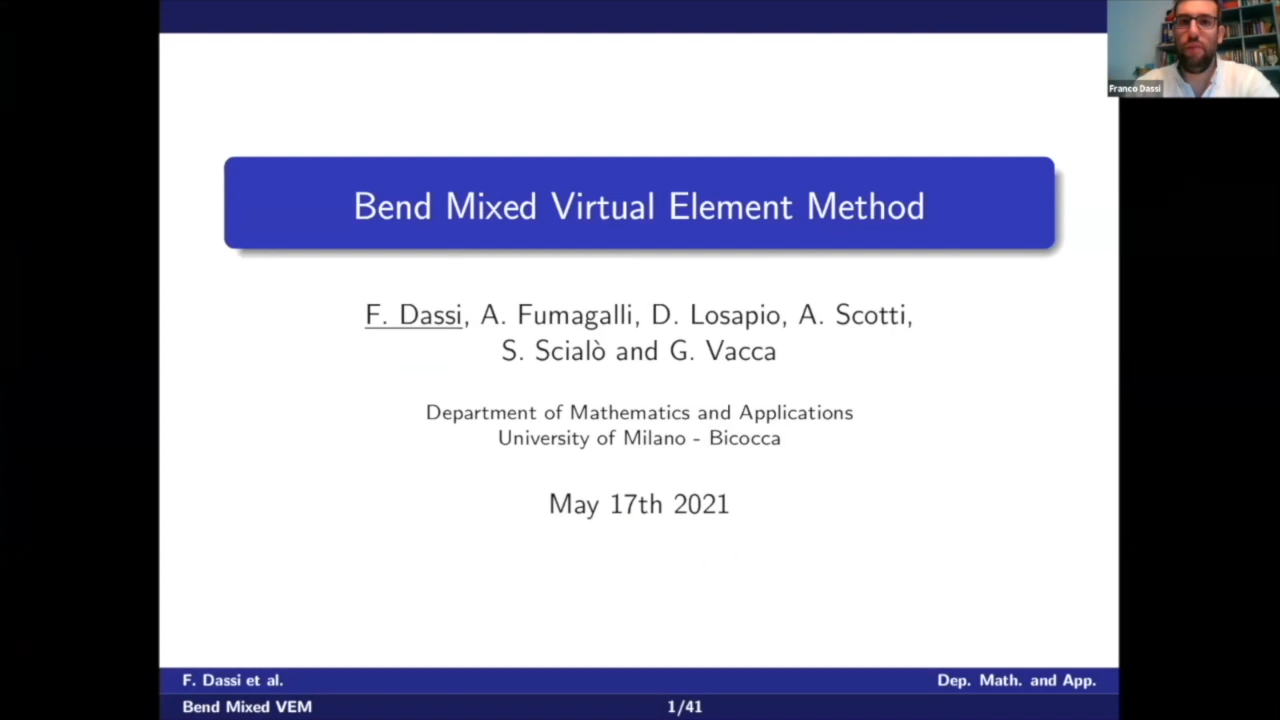 Franco Dassi
Bend Mixed Virtual Element Method
F. Dassi, A. Fumagalli, D. Losapio, A. Scotti,
S. Scialò and G. Vacca
Department of Mathematics and Applications
University of Milano - Bicocca
May 17th 2021
F. Dassi et al.
Dep. Math. and App.
Bend Mixed VEM
1/41